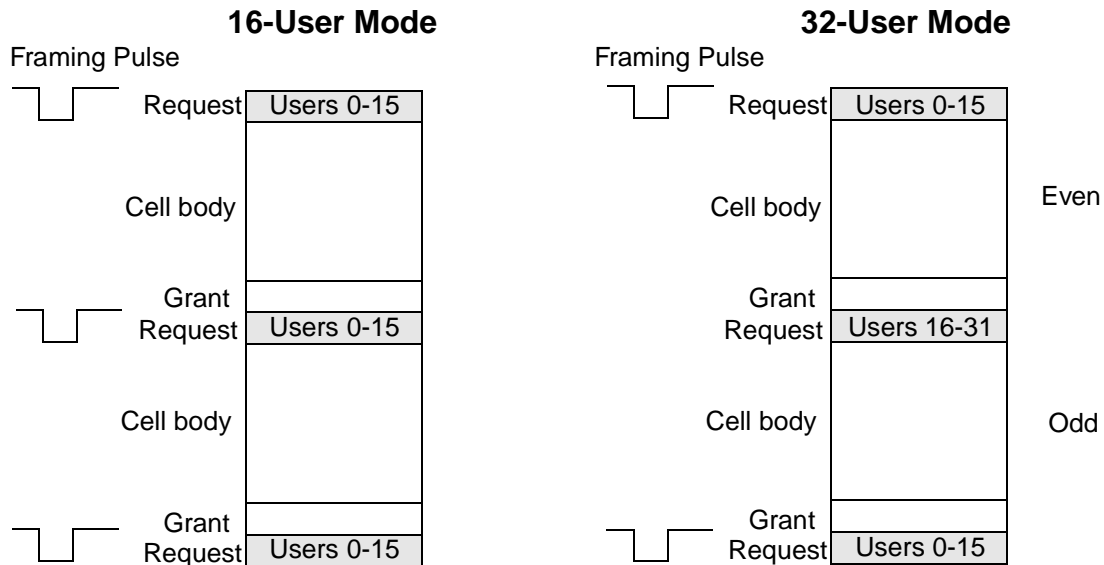 16-User Mode
Framing Pulse
Request Users 0-15
Cell body
Grant
Request Users 0-15
Cell body
Grant
Request Users 0-15
32-User Mode
Framing Pulse
Request Users 0-15
Cell body
Even
Grant
Request Users 16-31
Cell body
Odd
Grant
Request Users 0-15